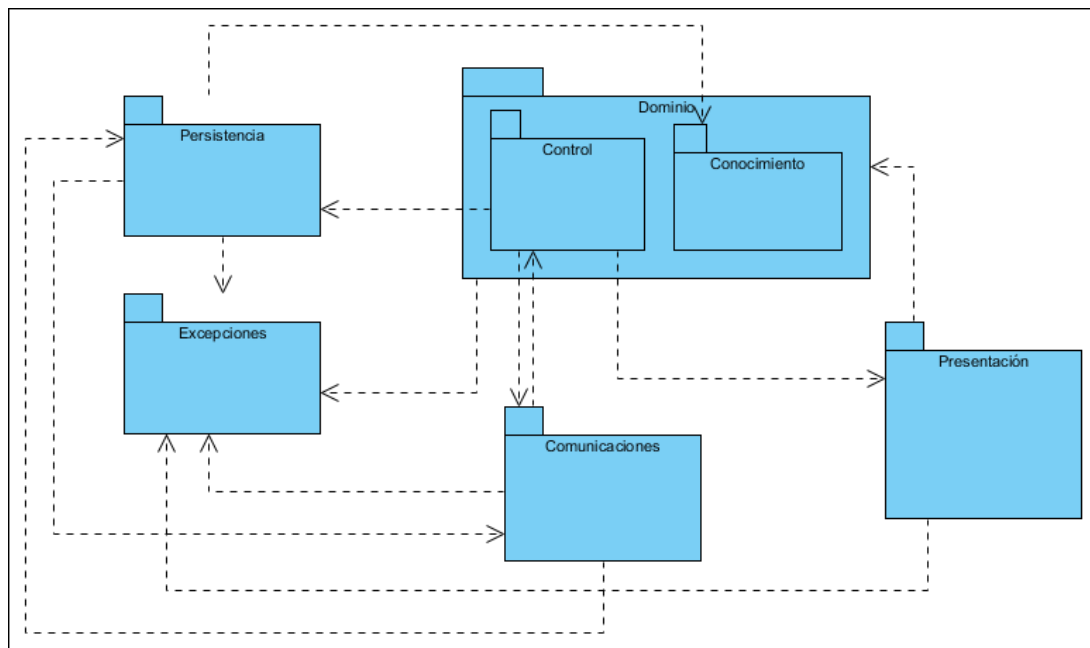 Dominio
Persistencia
Control
Conocimiento
Excepciones
Presentación
Comunicaciones